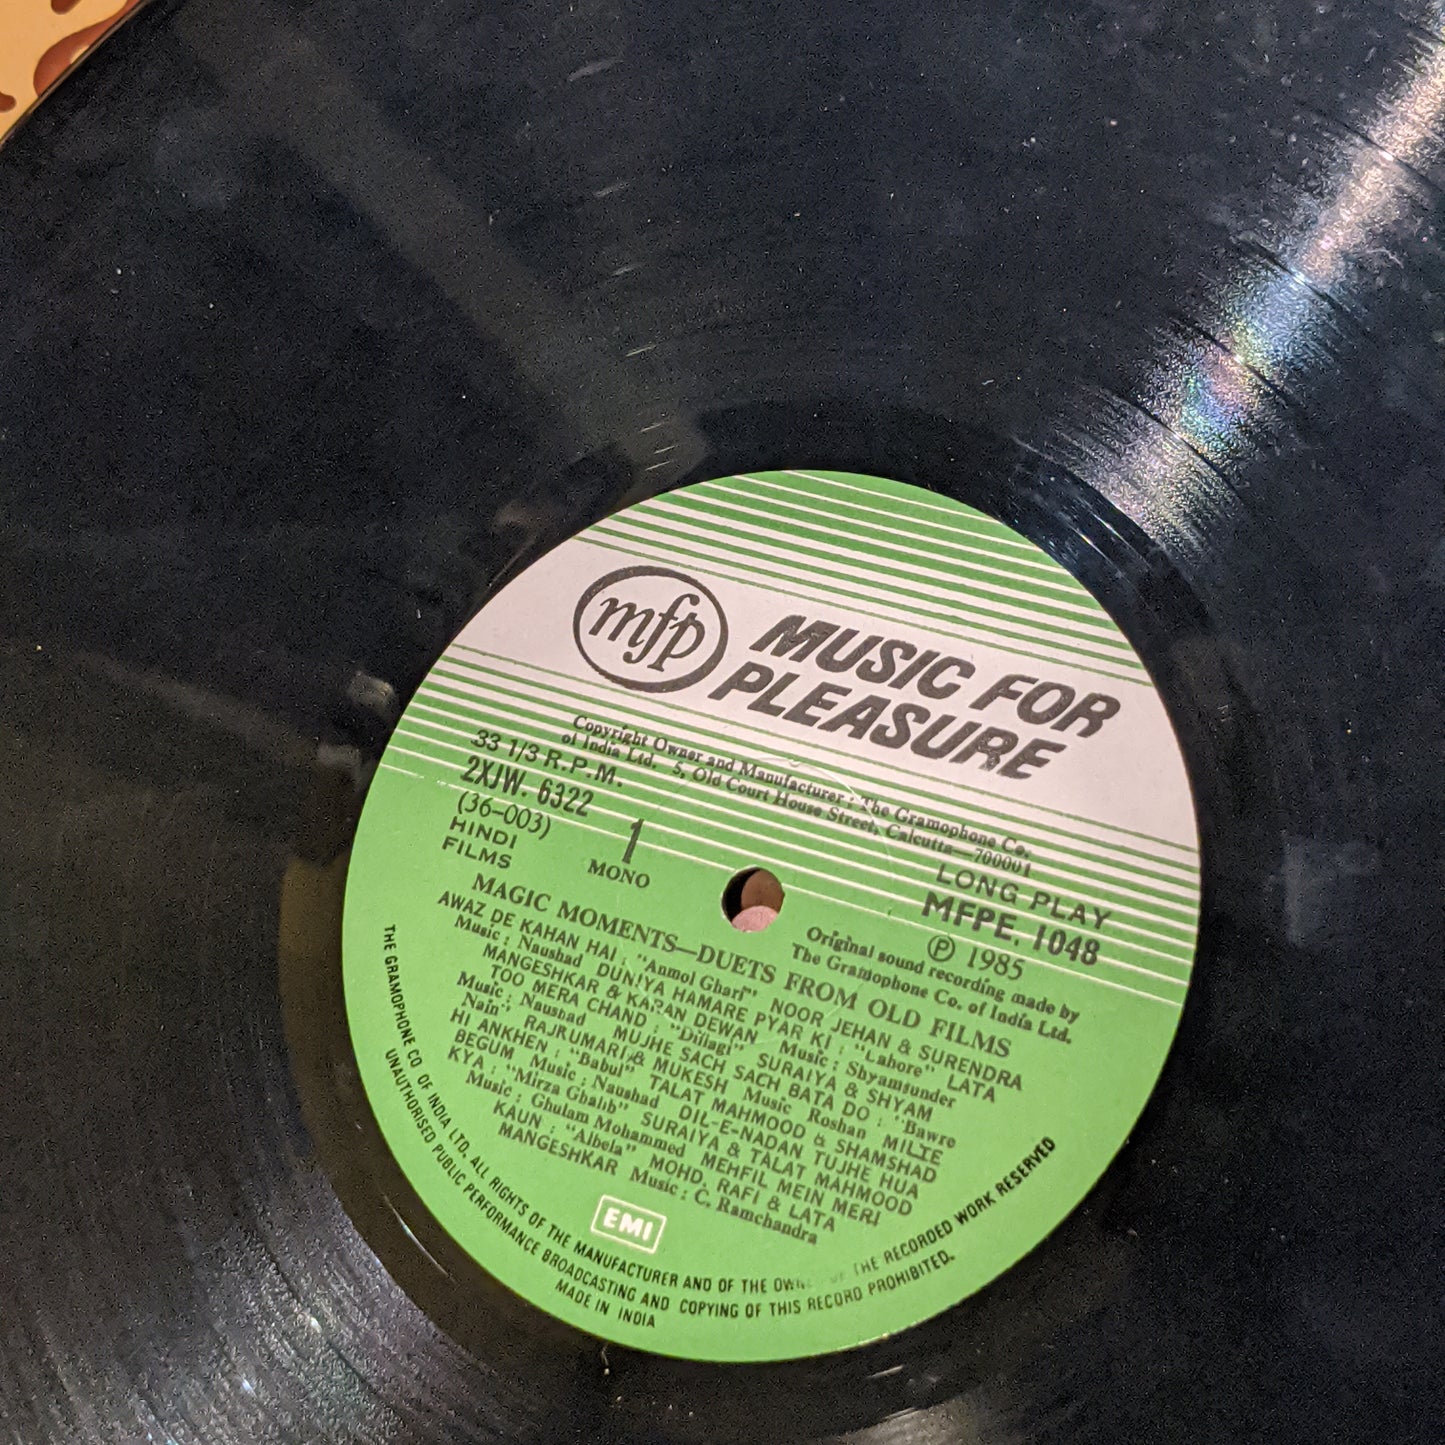 mfp
MUSIC FOR
PLEASURE
Copyright Owner and Manufacturer : The Gramophone Co.
of India Ltd. 5, Old Court House Street, Calcutta—700001
33 1/3 R.P.M.
2XJW. 6322
(36–003)
HINDI
FILMS
1
MONO
LONG PLAY
MFPE. 1048
Ⓟ 1985
Original sound recording made by
The Gramophone Co. of India Ltd.
MAGIC MOMENTS—DUETS FROM OLD FILMS
AWAZ DE KAHAN HAI : "Anmol Ghari" NOOR JEHAN & SURENDRA
Music : Naushad DUNIYA HAMARE PYAR KI : "Lahore" LATA
MANGESHKAR & KARAN DEWAN Music : Shyamsunder
TOO MERA CHAND : "Dillagi" SURAIYA & SHYAM
Music : Naushad MUJHE SACH SACH BATA DO : "Bawre
Nain" RAJKUMARI & MUKESH Music Roshan MILTE
HI ANKHEN : "Babul" TALAT MAHMOOD & SHAMSHAD
BEGUM Music : Naushad DIL-E-NADAN TUJHE HUA
KYA : "Mirza Ghalib" SURAIYA & TALAT MAHMOOD
Music : Ghulam Mohammed MEHFIL MEIN MERI
KAUN : "Albela" MOHD. RAFI & LATA
MANGESHKAR Music : C. Ramchandra
EMI
THE GRAMOPHONE CO OF INDIA LTD. ALL RIGHTS OF THE MANUFACTURER AND OF THE OF THE RECORDED WORK RESERVED
UNAUTHORISED PUBLIC PERFORMANCE BROADCASTING AND COPYING OF THIS RECORD PROHIBITED.
MADE IN INDIA